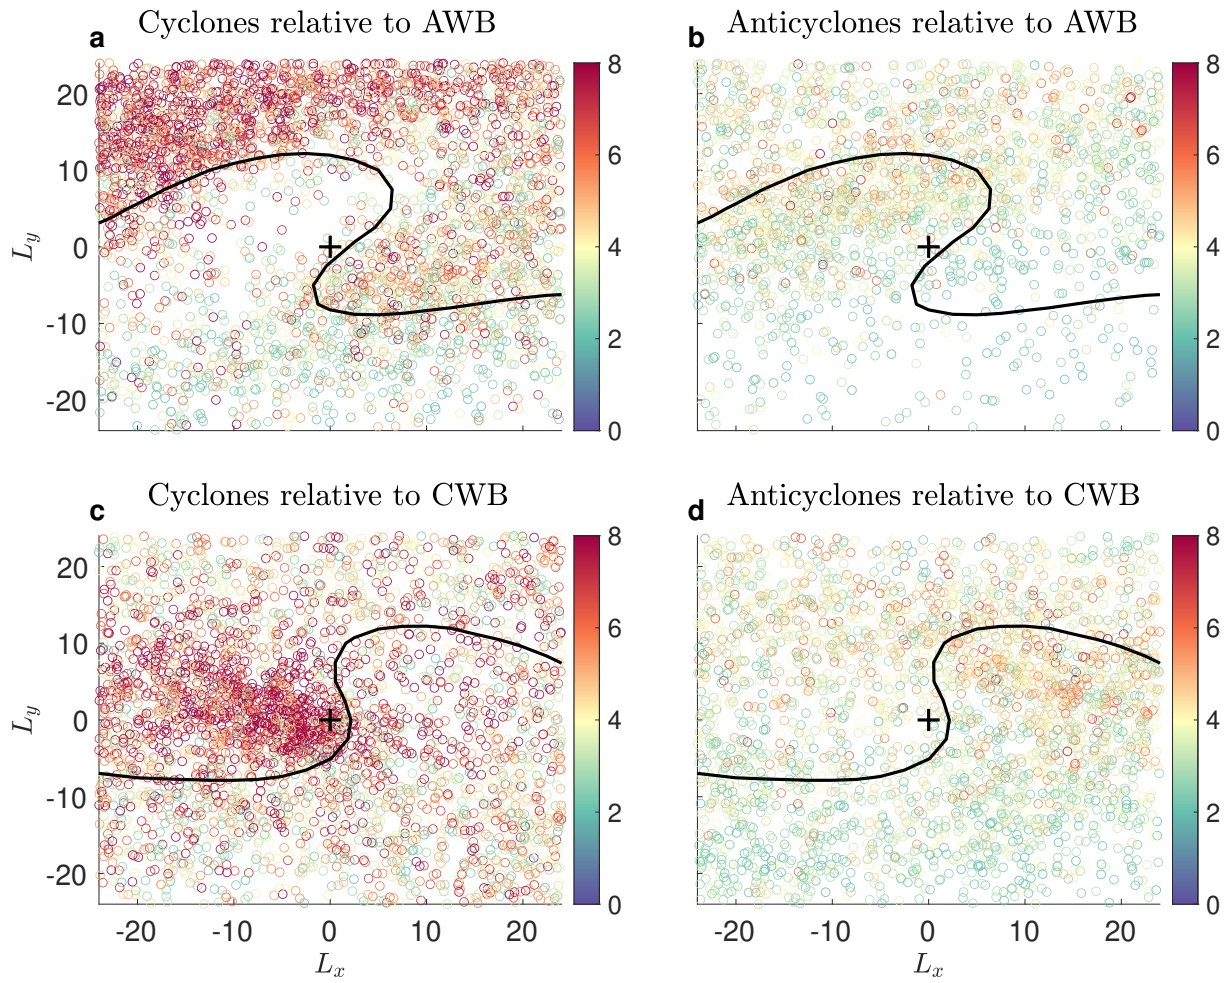 Cyclones relative to AWB
Anticyclones relative to AWB
a
b
20
10
0
-10
-20
L_y
8
6
4
2
0
8
6
4
2
0
Cyclones relative to CWB
Anticyclones relative to CWB
c
d
20
10
0
-10
-20
L_y
8
6
4
2
0
8
6
4
2
0
-20 -10 0 10 20
-20 -10 0 10 20
L_x
L_x